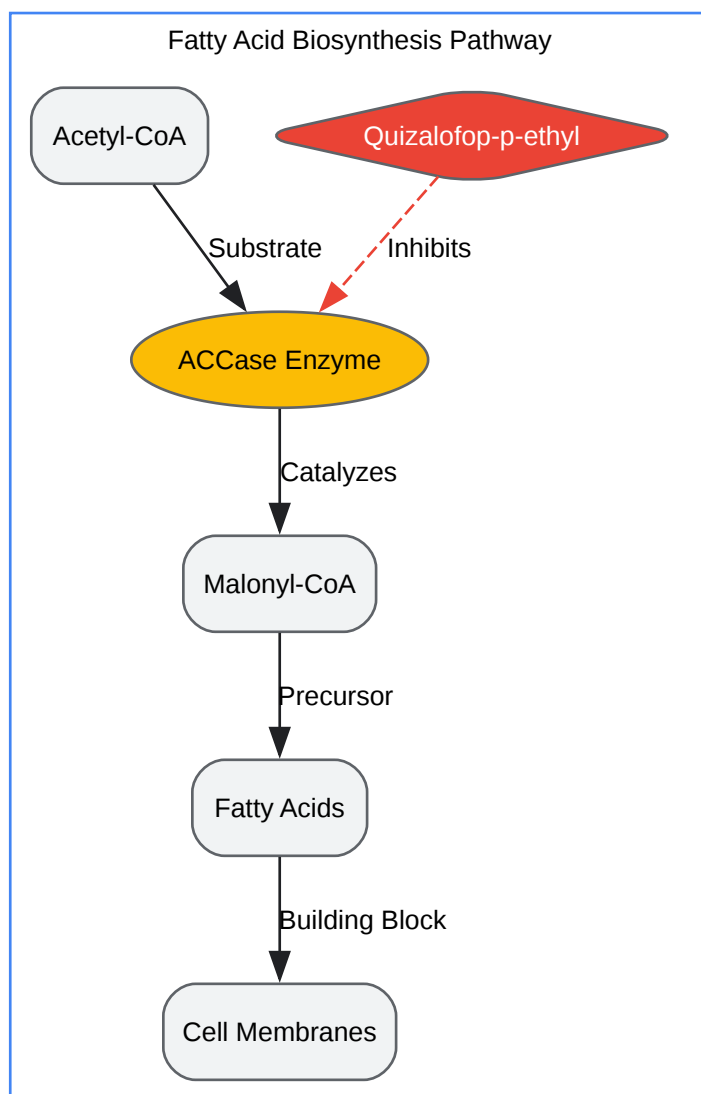 Fatty Acid Biosynthesis Pathway
Acetyl-CoA
Quizalofop-p-ethyl
Substrate
Inhibits
ACCase Enzyme
Catalyzes
Malonyl-CoA
Precursor
Fatty Acids
Building Block
Cell Membranes